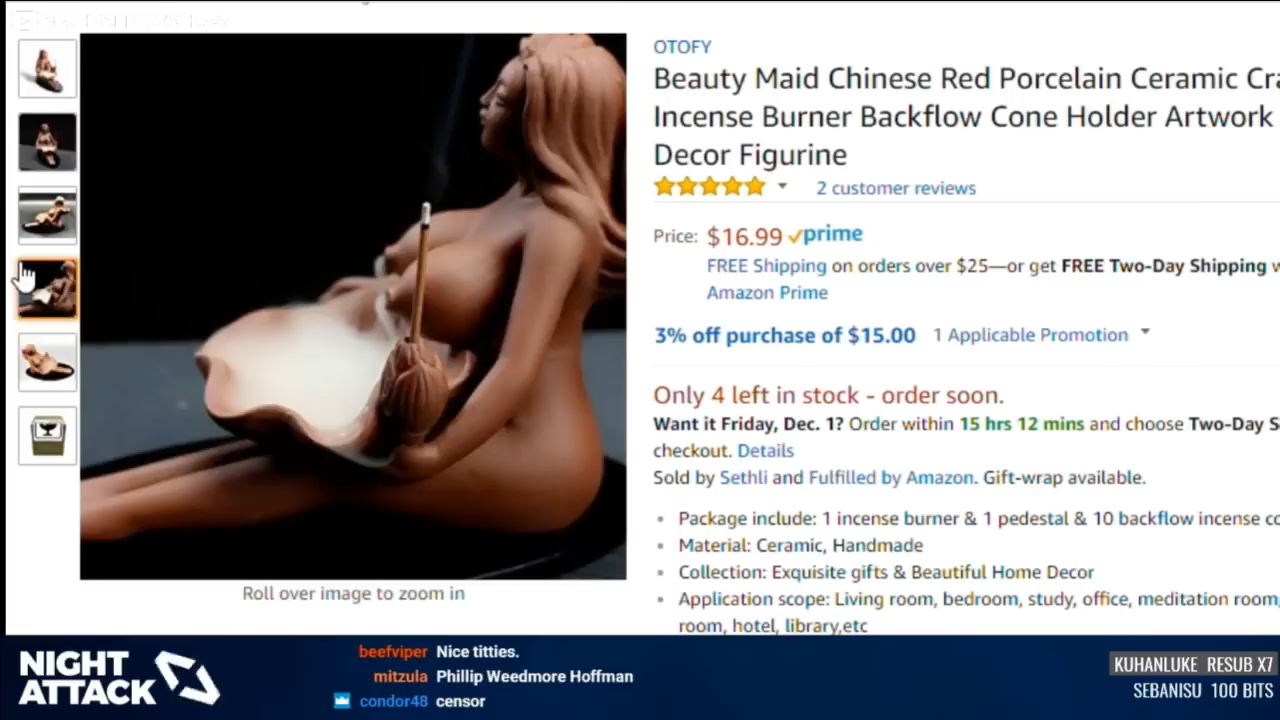 OTOFY
Beauty Maid Chinese Red Porcelain Ceramic Cra
Incense Burner Backflow Cone Holder Artwork
Decor Figurine
2 customer reviews
Price: $16.99 prime
FREE Shipping on orders over $25—or get FREE Two-Day Shipping w
Amazon Prime
3% off purchase of $15.00 1 Applicable Promotion
Only 4 left in stock - order soon.
Want it Friday, Dec. 1? Order within 15 hrs 12 mins and choose Two-Day S
checkout. Details
Sold by Sethli and Fulfilled by Amazon. Gift-wrap available.
Package include: 1 incense burner & 1 pedestal & 10 backflow incense co
Material: Ceramic, Handmade
Collection: Exquisite gifts & Beautiful Home Decor
Application scope: Living room, bedroom, study, office, meditation room,
room, hotel, library,etc
Roll over image to zoom in
NIGHT
ATTACK
beefviper Nice titties.
mitzula Phillip Weedmore Hoffman
condor48 censor
KUHANLUKE RESUB X7
SEBANISU 100 BITS